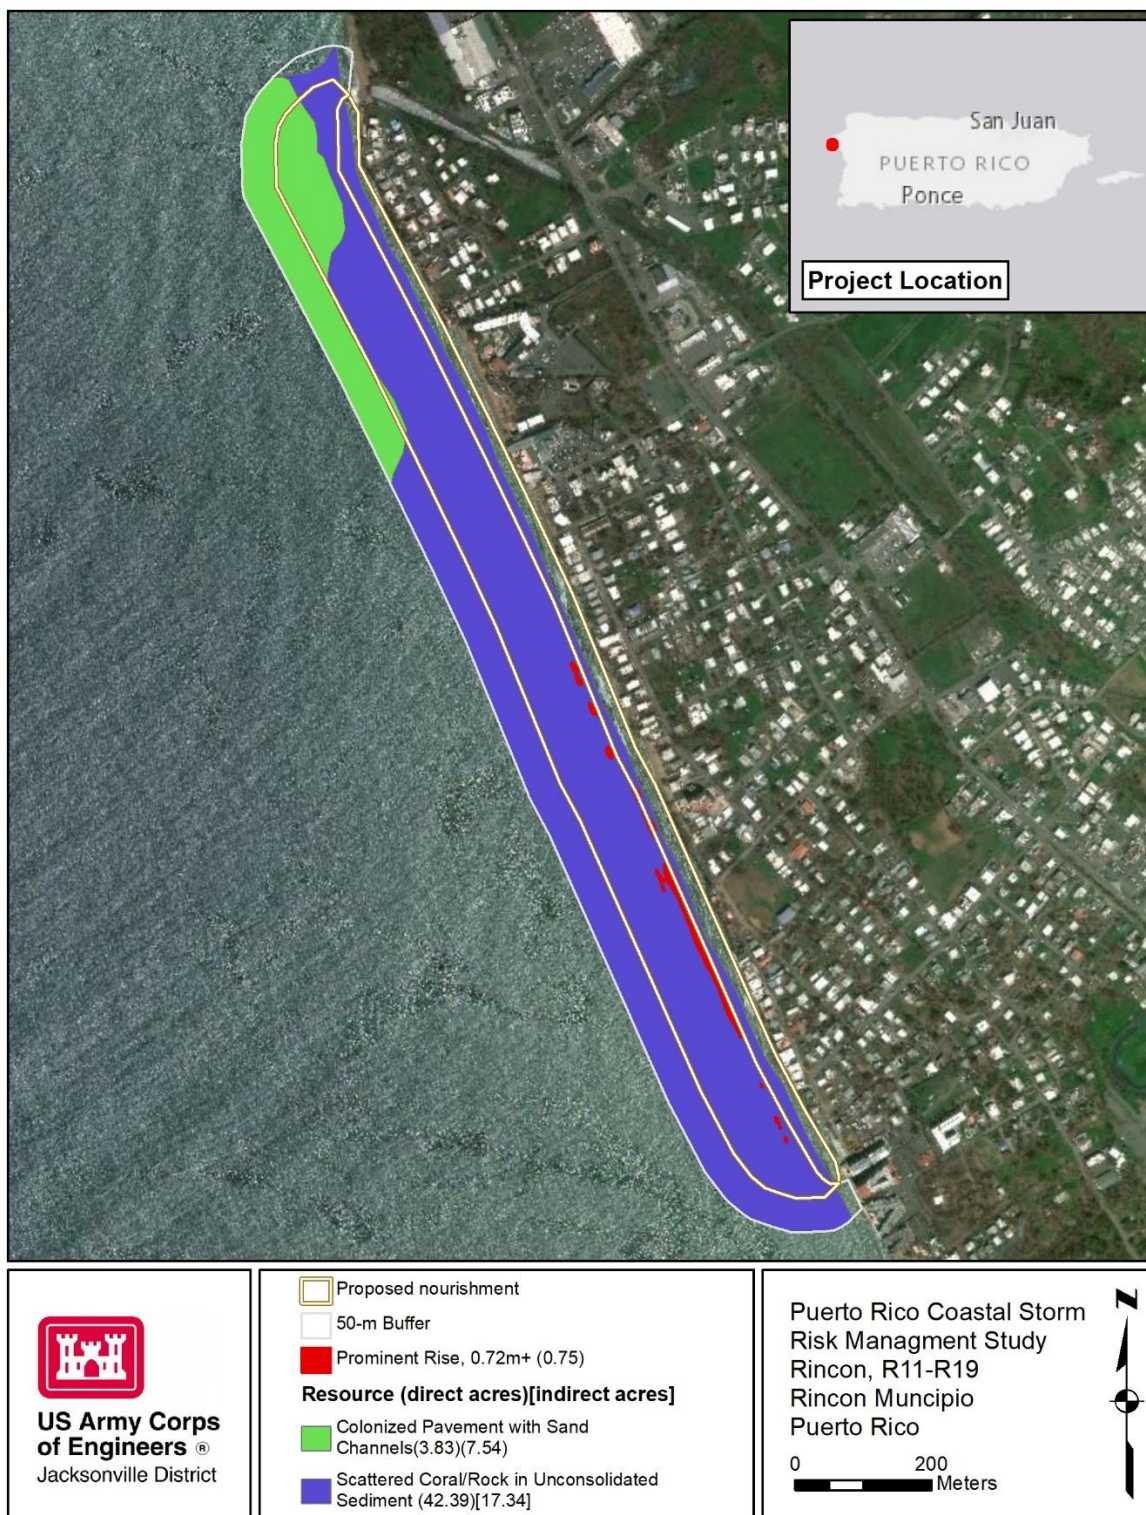 San Juan
PUERTO RICO
Ponce
Project Location
US Army Corps
of Engineers ®
Jacksonville District
Proposed nourishment
50-m Buffer
Prominent Rise, 0.72m+ (0.75)
Resource (direct acres)[indirect acres]
Colonized Pavement with Sand
Channels(3.83)(7.54)
Scattered Coral/Rock in Unconsolidated
Sediment (42.39)[17.34]
Puerto Rico Coastal Storm
Risk Managment Study
Rincon, R11-R19
Rincon Muncipio
Puerto Rico
0 200
Meters
N